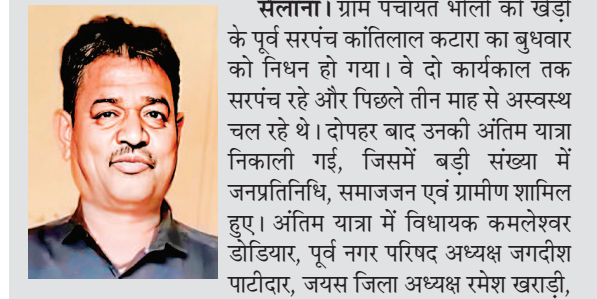 सैलाना। ग्राम पंचायत भीलों की खेड़ी
के पूर्व सरपंच कांतिलाल कटारा का बुधवार
को निधन हो गया। वे दो कार्यकाल तक
सरपंच रहे और पिछले तीन माह से अस्वस्थ
चल रहे थे। दोपहर बाद उनकी अंतिम यात्रा
निकाली गई, जिसमें बड़ी संख्या में
जनप्रतिनिधि, समाजजन एवं ग्रामीण शामिल
हुए। अंतिम यात्रा में विधायक कमलेश्वर
डोडियार, पूर्व नगर परिषद अध्यक्ष जगदीश
पाटीदार, जयस जिला अध्यक्ष रमेश खराड़ी,